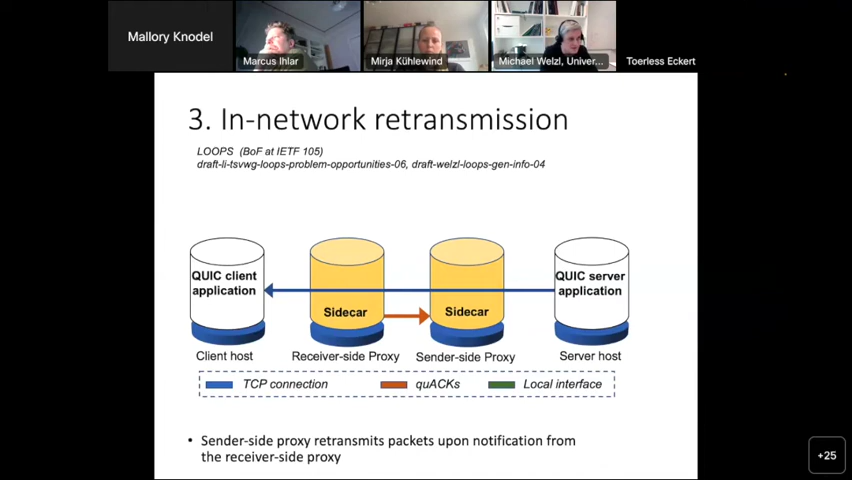 Mallory Knodel
Marcus Ihlar
Mirja Kühlewind
Michael Welzl, Univer...
Toerless Eckert
3. In-network retransmission
LOOPS (BoF at IETF 105)
draft-li-tsvwg-loops-problem-opportunities-06, draft-welzl-loops-gen-info-04
QUIC client
application
Sidecar
Sidecar
QUIC server
application
Client host
Receiver-side Proxy
Sender-side Proxy
Server host
TCP connection
quACKs
Local interface
• Sender-side proxy retransmits packets upon notification from
the receiver-side proxy
+25